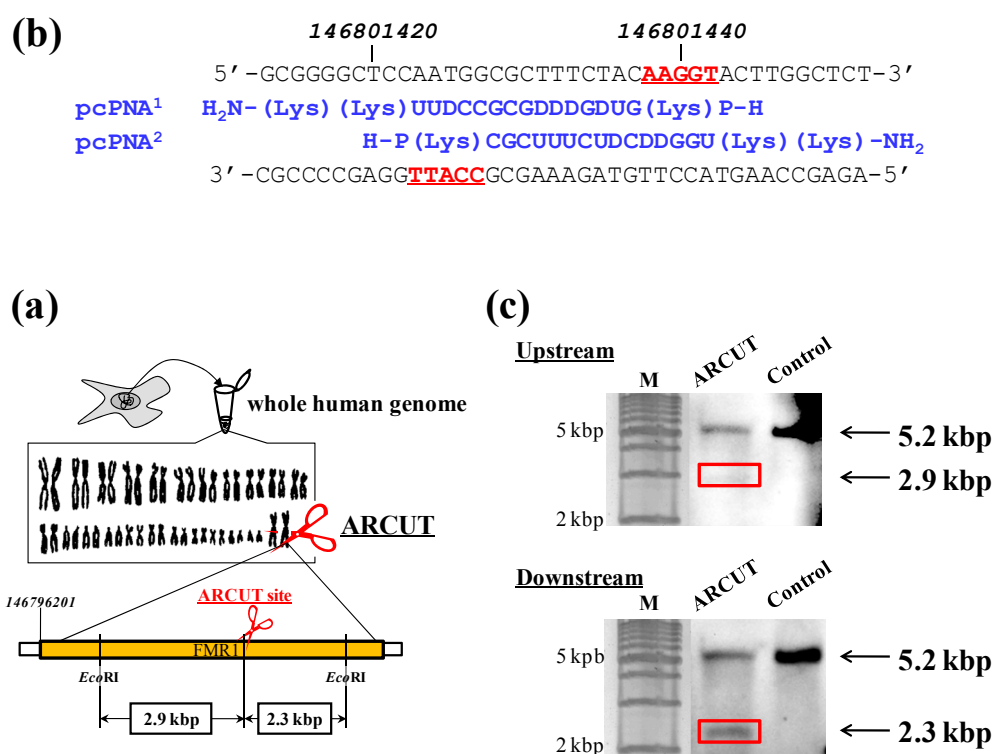 (b)
146801420 146801440
5’-GCGGGGCTCCAATGGCGCTTTCTACAAGGTACTTGGCTCT-3’
pcPNA1 H2N-(Lys)(Lys)UUDCCGCGDDDGDUG(Lys)P-H
pcPNA2 H-P(Lys)CGCUUUCUDCDDGGU(Lys)(Lys)-NH2
3’-CGCCCCGAGGTTACCGCGAAAGATGTTCCATGAACCGAGA-5’
(a)
whole human genome
ARCUT
146796201
ARCUT site
FMR1
EcoRI EcoRI
2.9 kbp 2.3 kbp
(c)
Upstream
M ARCUT Control
5 kbp 5.2 kbp
2.9 kbp
2 kbp
Downstream
M ARCUT Control
5 kpb 5.2 kbp
2.3 kbp
2 kbp